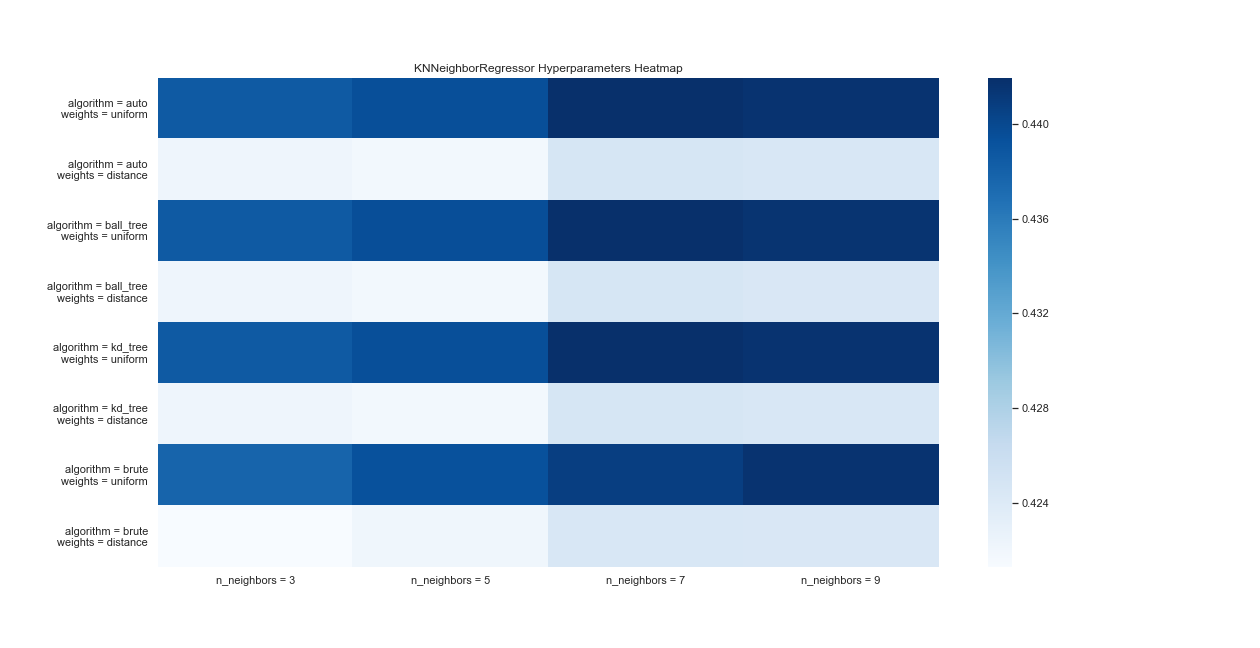 KNNeighborRegressor Hyperparameters Heatmap
algorithm = auto
weights = uniform
algorithm = auto
weights = distance
algorithm = ball_tree
weights = uniform
algorithm = ball_tree
weights = distance
algorithm = kd_tree
weights = uniform
algorithm = kd_tree
weights = distance
algorithm = brute
weights = uniform
algorithm = brute
weights = distance
n_neighbors = 3
n_neighbors = 5
n_neighbors = 7
n_neighbors = 9
0.440
0.436
0.432
0.428
0.424